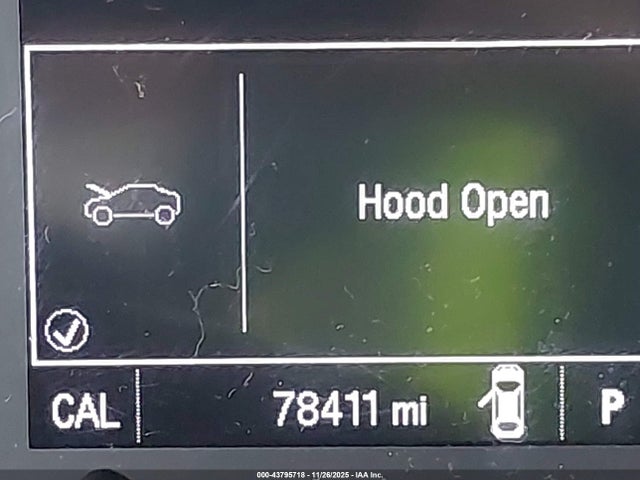 Hood Open
CAL 78411 mi P
000-43795718 - 11/26/2025 - IAA Inc.